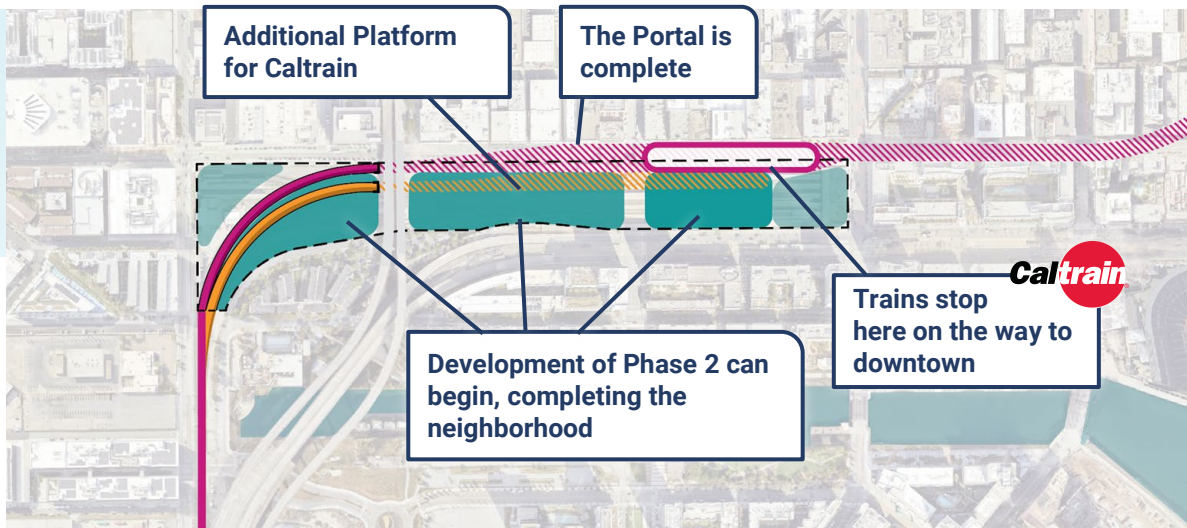 Additional Platform
for Caltrain
The Portal is
complete
Caltrain
Trains stop
here on the way to
downtown
Development of Phase 2 can
begin, completing the
neighborhood